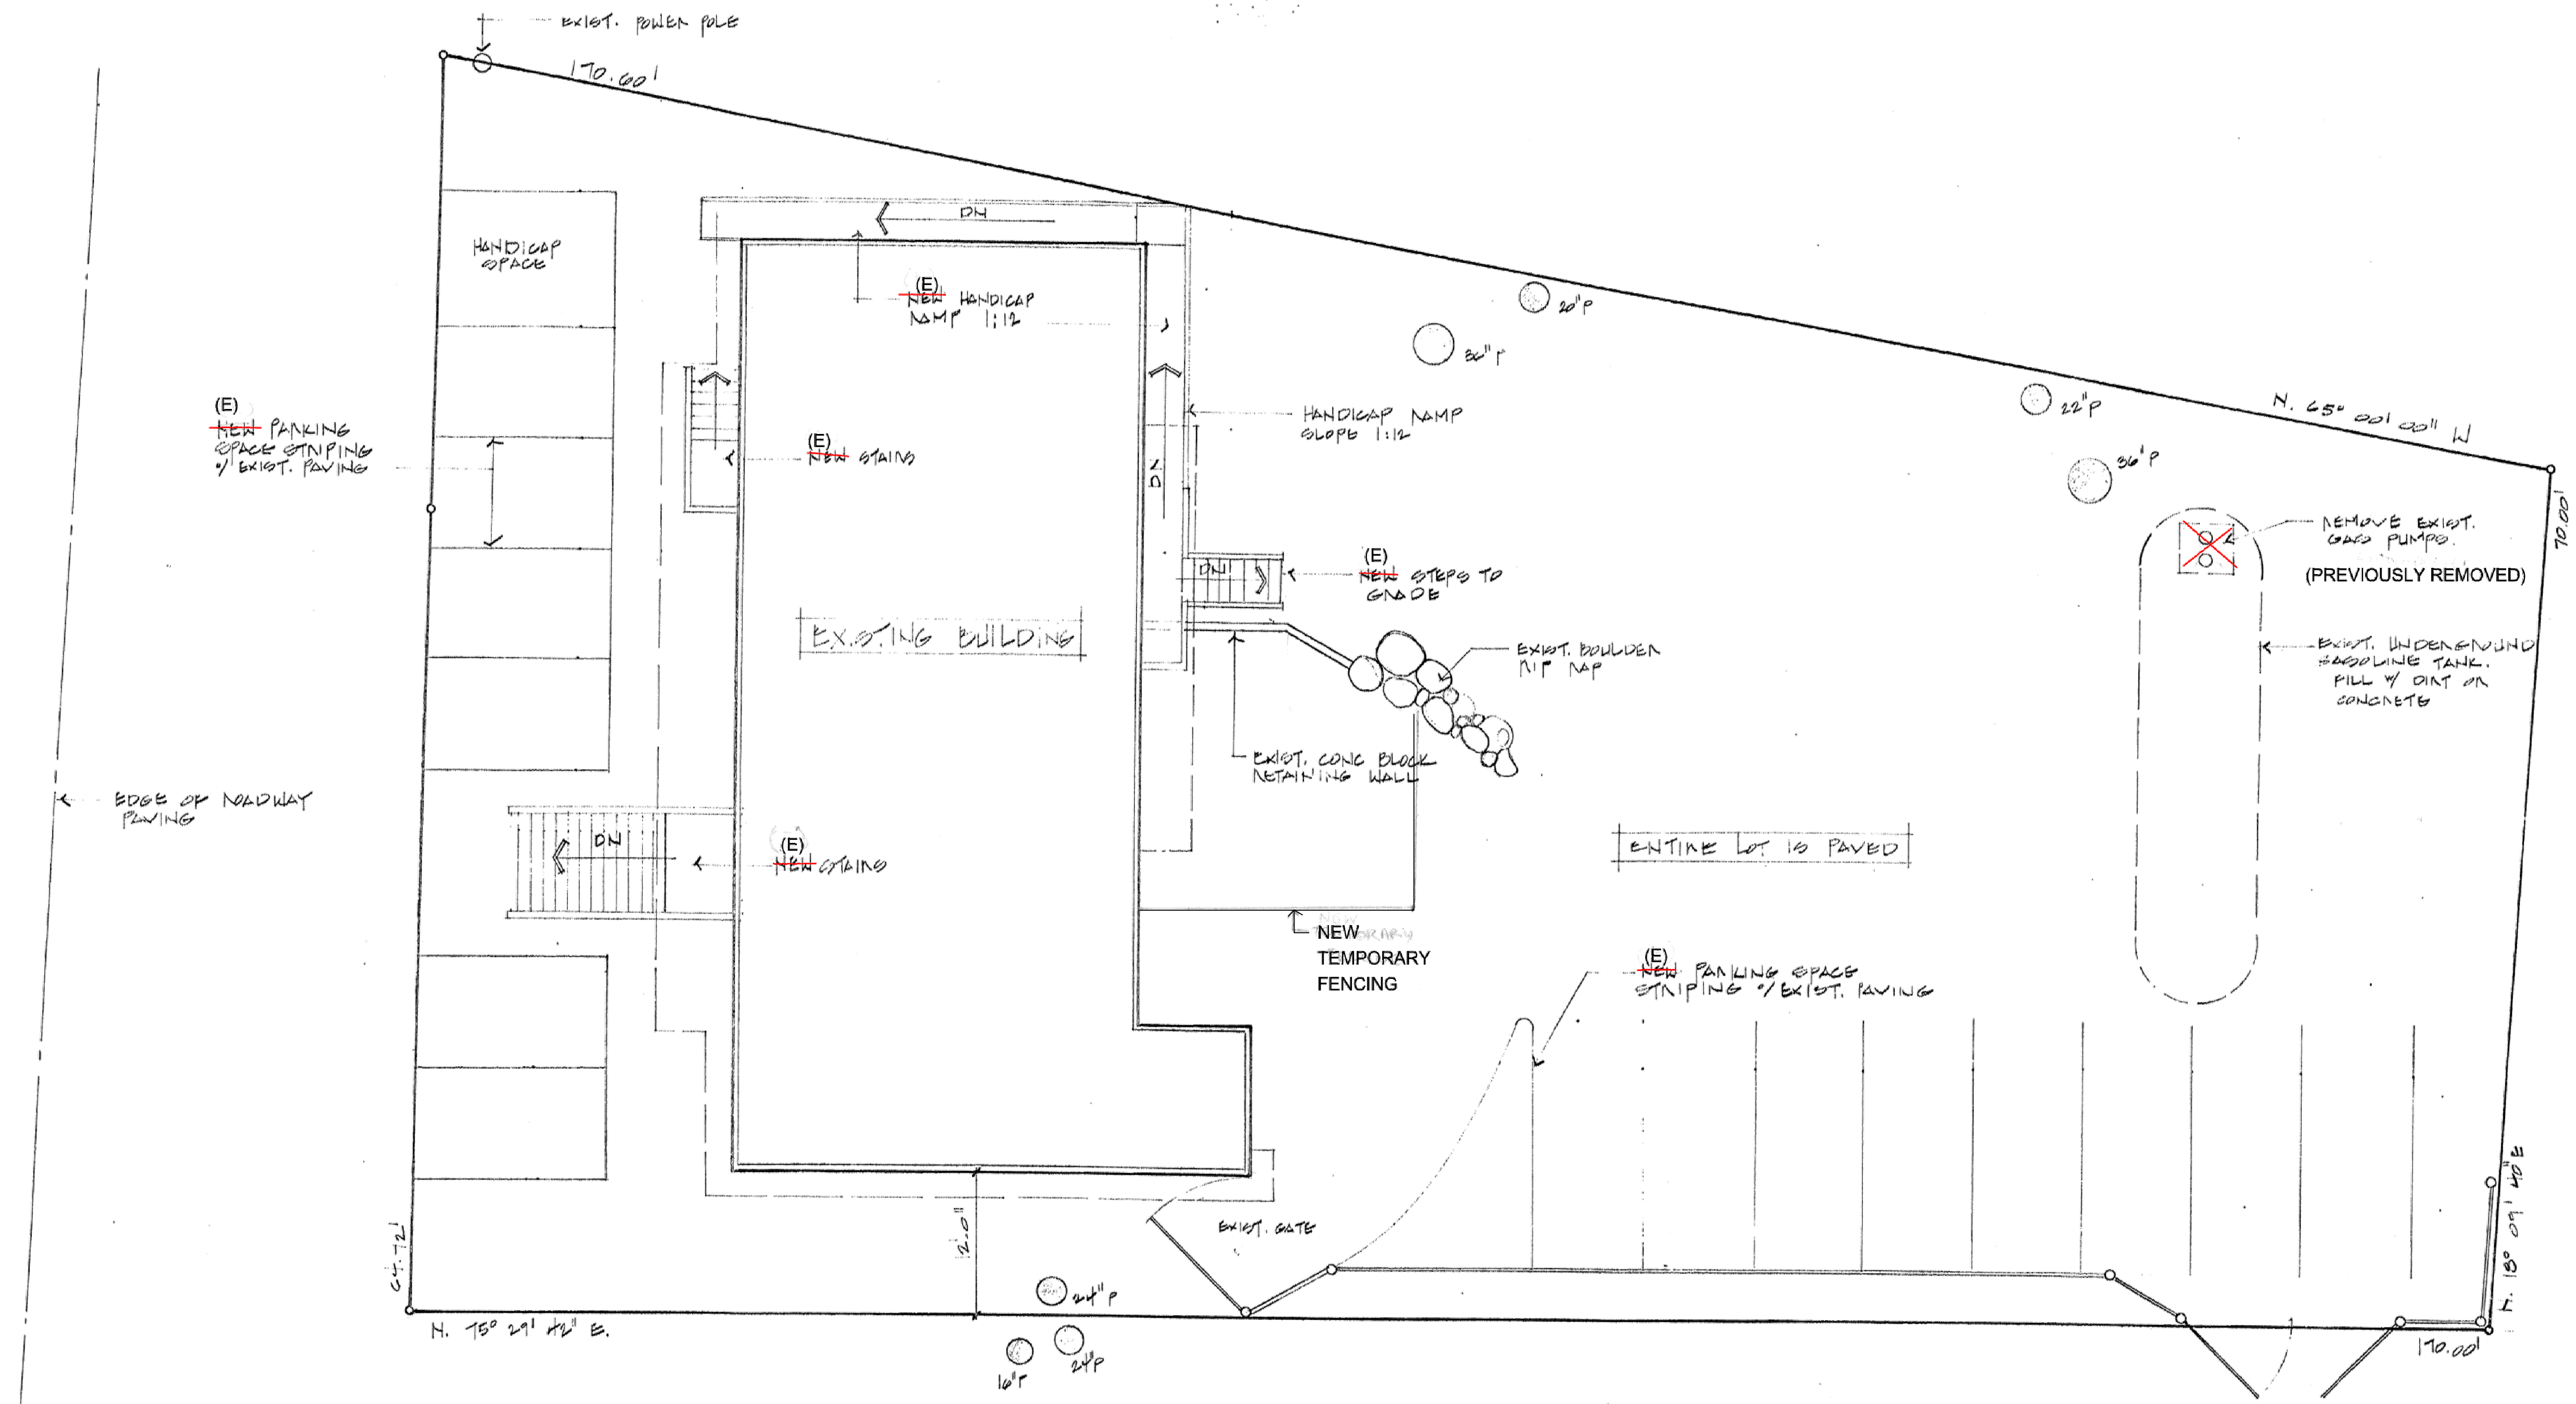 EXIST. POWER POLE
170.60'
HANDICAP
SPACE
DN
(E)
NEW HANDICAP
RAMP 1:12
20"P
36"P
(E)
NEW PARKING
SPACE STRIPING
o/ EXIST. PAVING
(E)
NEW STAIRS
HANDICAP RAMP
SLOPE 1:12
DN
22"P
N. 65° 00' 00" W
36"P
70.00'
REMOVE EXIST.
GAS PUMPS.
(PREVIOUSLY REMOVED)
DN
(E)
NEW STEPS TO
GRADE
EXISTING BUILDING
EXIST. BOULDER
RIP RAP
EXIST. UNDERGROUND
GASOLINE TANK.
FILL W/ DIRT OR
CONCRETE
EXIST. CONC BLOCK
RETAINING WALL
EDGE OF ROADWAY
PAVING
DN
(E)
NEW STAIRS
ENTIRE LOT IS PAVED
NEW
TEMPORARY
FENCING
(E)
NEW PARKING SPACE
STRIPING o/ EXIST. PAVING
64.72'
12'.0"
EXIST. GATE
N. 18° 09' 40" E
24"P
N. 75° 29' 42" E.
16"P
24"P
170.00'